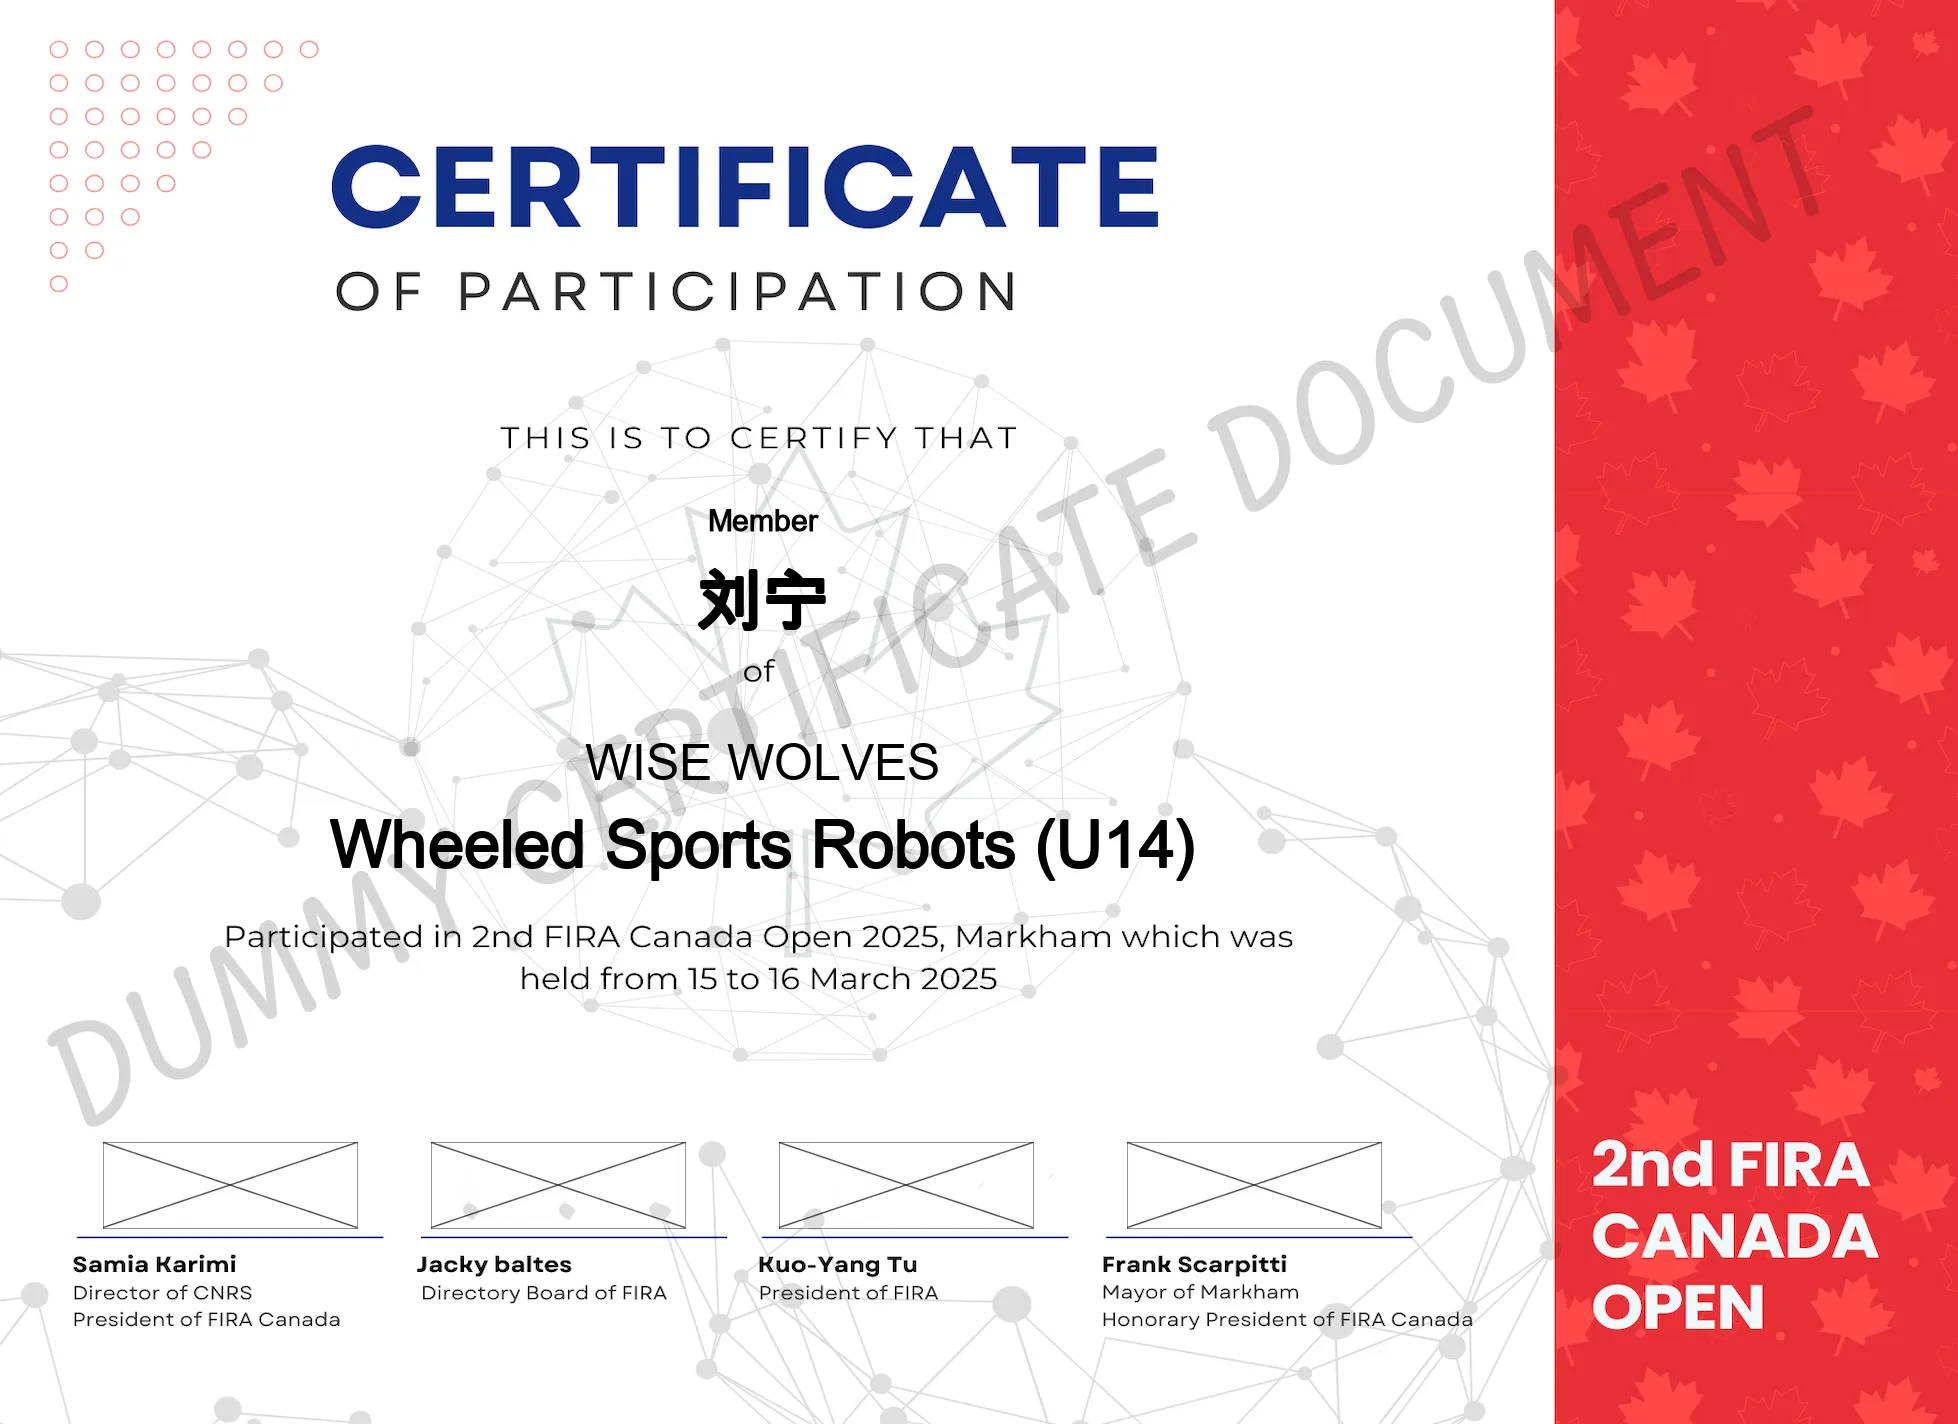 CERTIFICATE
OF PARTICIPATION
THIS IS TO CERTIFY THAT
Member
刘宁
of
WISE WOLVES
Wheeled Sports Robots (U14)
Participated in 2nd FIRA Canada Open 2025, Markham which was
held from 15 to 16 March 2025
DUMMY CERTIFICATE DOCUMENT
Samia Karimi
Director of CNRS
President of FIRA Canada
Jacky baltes
Directory Board of FIRA
Kuo-Yang Tu
President of FIRA
Frank Scarpitti
Mayor of Markham
Honorary President of FIRA Canada
2nd FIRA
CANADA
OPEN